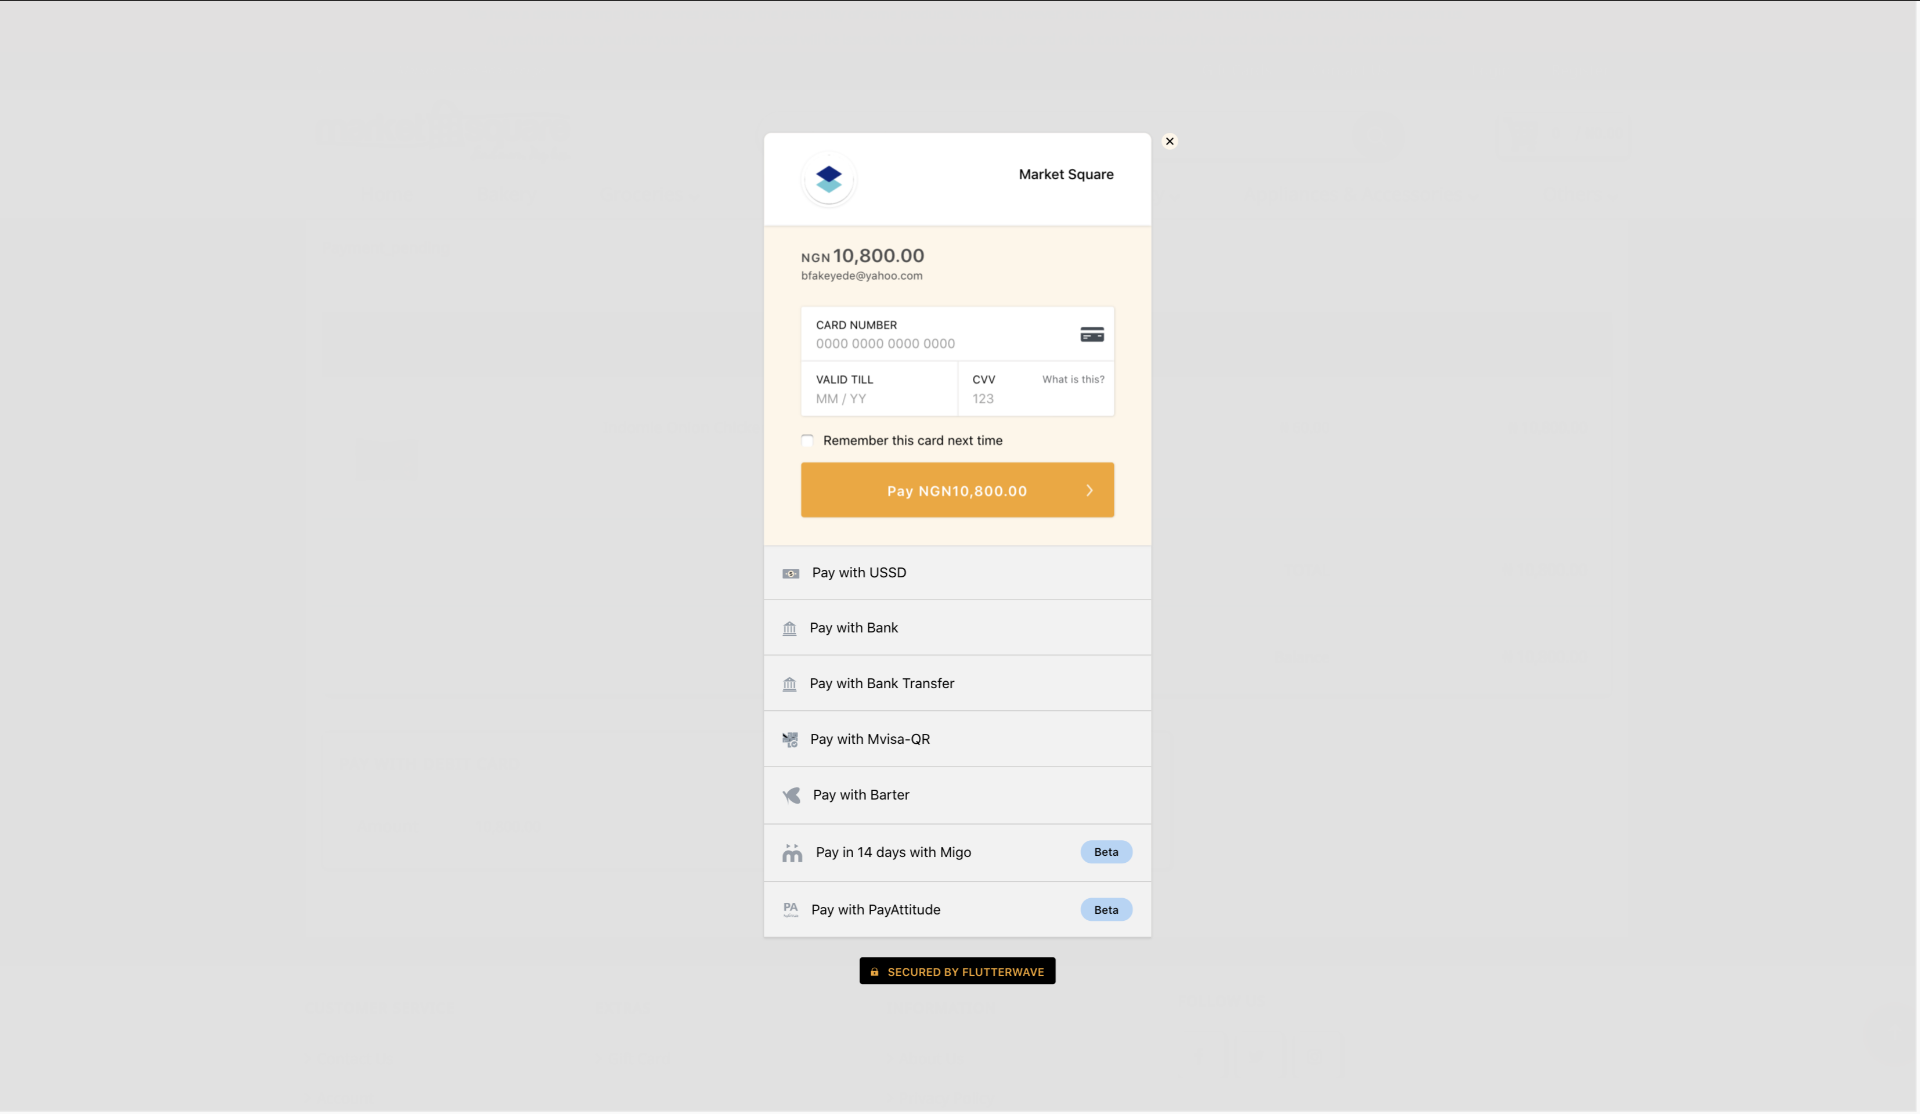 Market Square
NGN 10,800.00
bfakeyede@yahoo.com
CARD NUMBER
0000 0000 0000 0000
VALID TILL
MM / YY
CVV
What is this?
123
Remember this card next time
Pay NGN10,800.00
Pay with USSD
Pay with Bank
Pay with Bank Transfer
Pay with Mvisa-QR
Pay with Barter
Pay in 14 days with Migo
Beta
PA
Pay with PayAttitude
Beta
SECURED BY FLUTTERWAVE